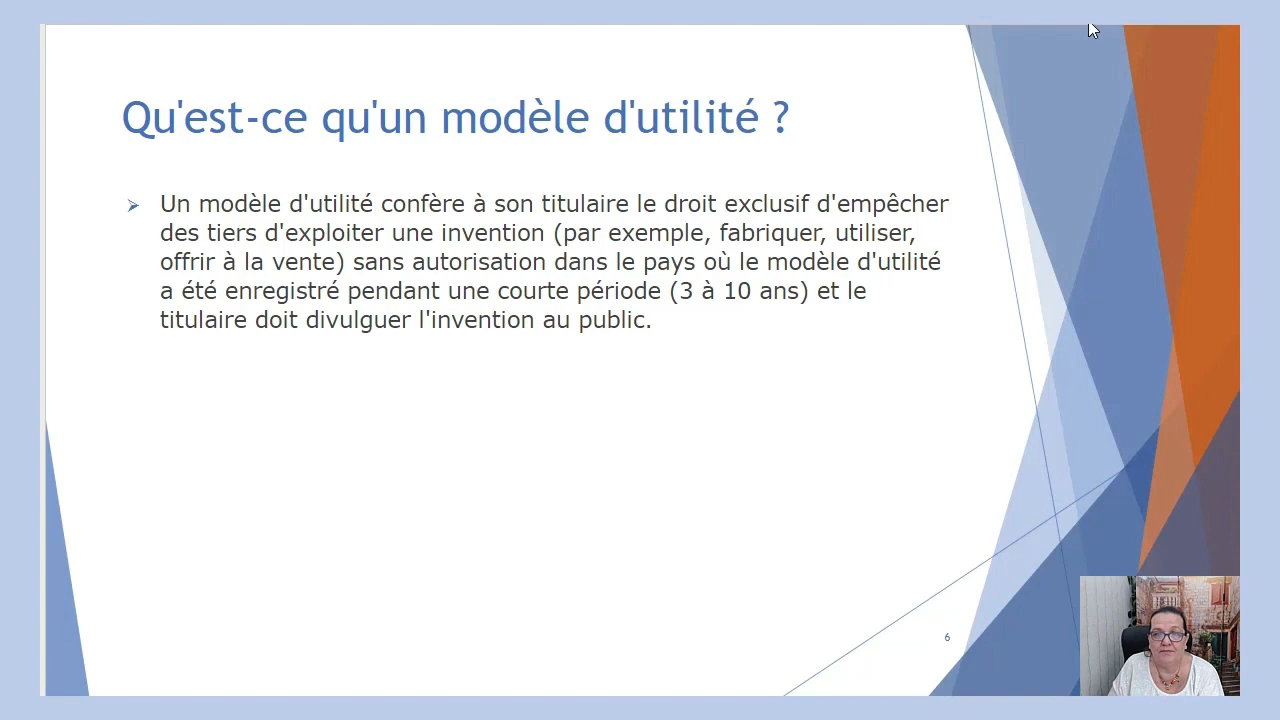 Qu'est-ce qu'un modèle d'utilité ?
Un modèle d'utilité confère à son titulaire le droit exclusif d'empêcher
des tiers d'exploiter une invention (par exemple, fabriquer, utiliser,
offrir à la vente) sans autorisation dans le pays où le modèle d'utilité
a été enregistré pendant une courte période (3 à 10 ans) et le
titulaire doit divulguer l'invention au public.
6